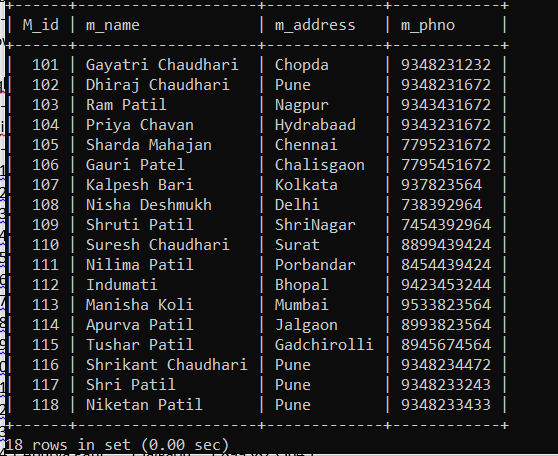 +------+--------------------+-------------+------------+
| M_id | m_name             | m_address   | m_phno     |
+------+--------------------+-------------+------------+
|  101 | Gayatri Chaudhari  | Chopda      | 9348231232 |
|  102 | Dhiraj Chaudhari   | Pune        | 9348231672 |
|  103 | Ram Patil          | Nagpur      | 9343431672 |
|  104 | Priya Chavan       | Hydrabaad   | 9343231672 |
|  105 | Sharda Mahajan     | Chennai     | 7795231672 |
|  106 | Gauri Patel        | Chalisgaon  | 7795451672 |
|  107 | Kalpesh Bari       | Kolkata     | 937823564  |
|  108 | Nisha Deshmukh     | Delhi       | 738392964  |
|  109 | Shruti Patil       | ShriNagar   | 7454392964 |
|  110 | Suresh Chaudhari   | Surat       | 8899439424 |
|  111 | Nilima Patil       | Porbandar   | 8454439424 |
|  112 | Indumati           | Bhopal      | 9423453244 |
|  113 | Manisha Koli       | Mumbai      | 9533823564 |
|  114 | Apurva Patil       | Jalgaon     | 8993823564 |
|  115 | Tushar Patil       | Gadchirolli | 8945674564 |
|  116 | Shrikant Chaudhari | Pune        | 9348234472 |
|  117 | Shri Patil         | Pune        | 9348233243 |
|  118 | Niketan Patil      | Pune        | 9348233433 |
+------+--------------------+-------------+------------+
18 rows in set (0.00 sec)